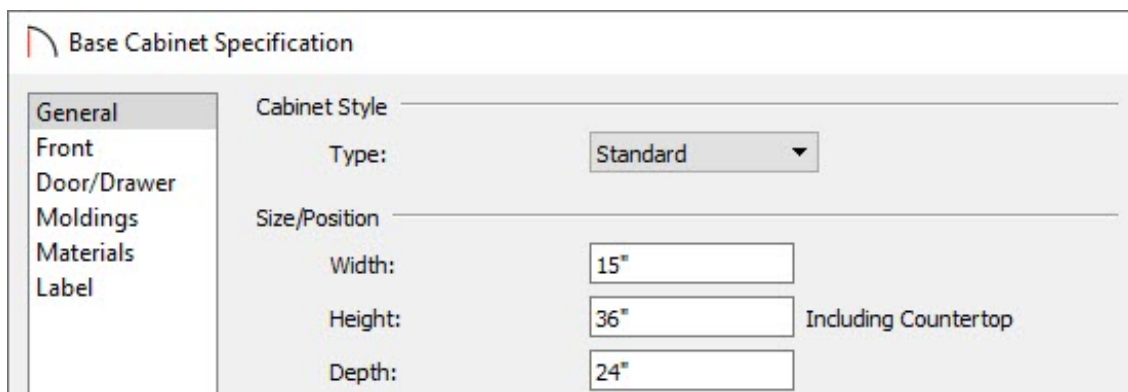 Base Cabinet Specification
General
Front
Door/Drawer
Moldings
Materials
Label
Cabinet Style
Type: Standard
Size/Position
Width: 15"
Height: 36" Including Countertop
Depth: 24"